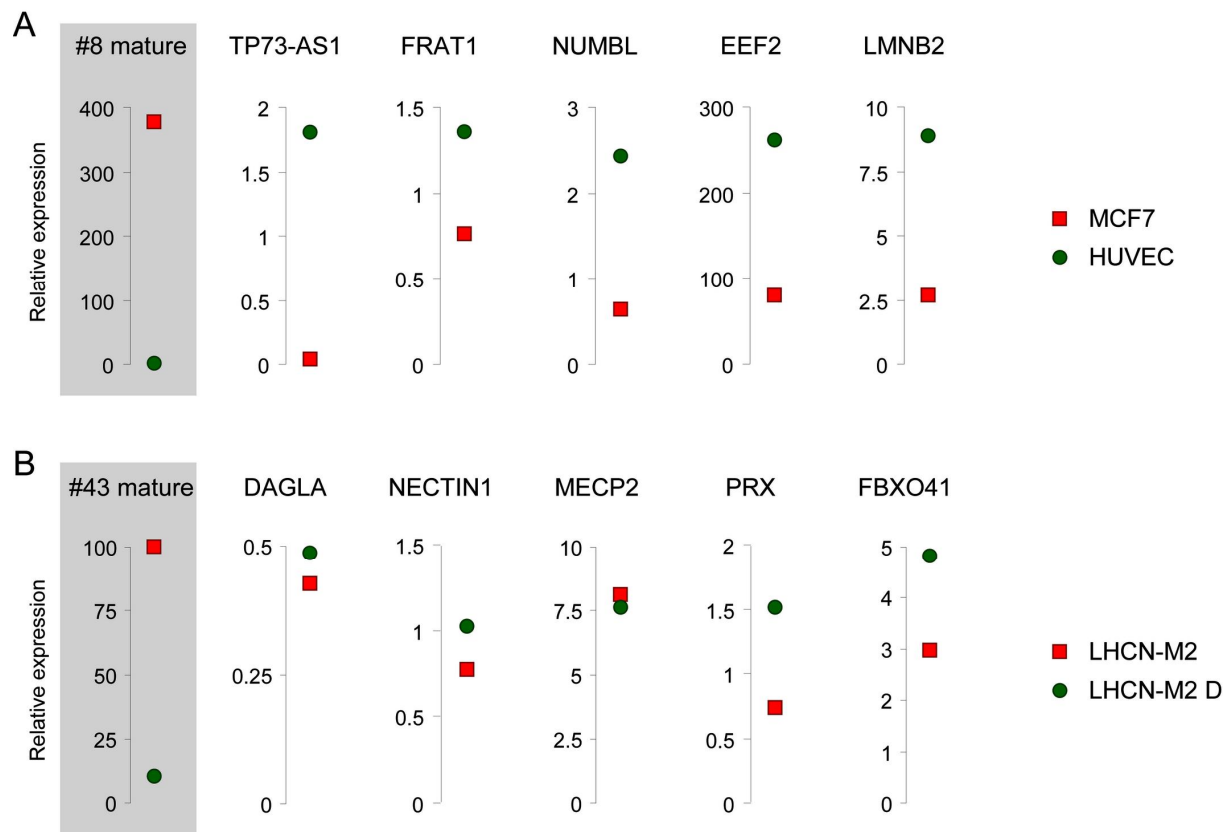 A
#8 mature
TP73-AS1
FRAT1
NUMBL
EEF2
LMNB2
Relative expression
400
300
200
100
0
2
1.5
1
0.5
0
1.5
1
0.5
0
3
2
1
0
300
200
100
0
10
7.5
5
2.5
0
MCF7
HUVEC
B
#43 mature
DAGLA
NECTIN1
MECP2
PRX
FBXO41
Relative expression
100
75
50
25
0
0.5
0.25
0
1.5
1
0.5
0
10
7.5
5
2.5
0
2
1.5
1
0.5
0
5
4
3
2
1
0
LHCN-M2
LHCN-M2 D